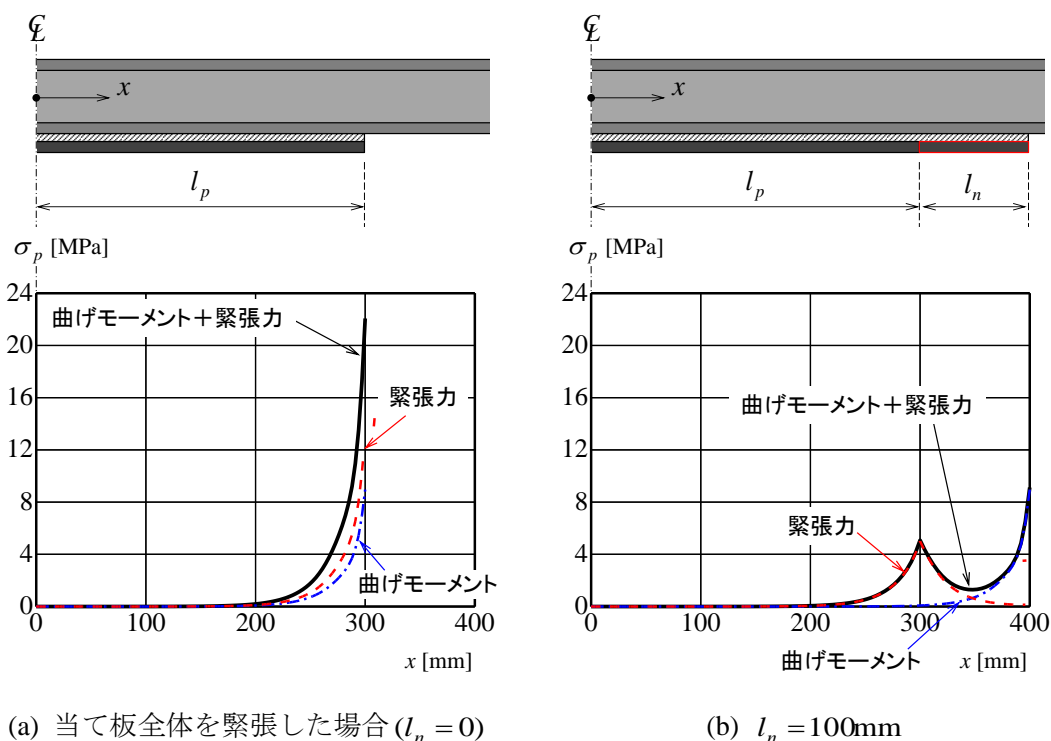 ℄
x
l_p
σ_p [MPa]
24
20
16
12
8
4
0
0
100
200
300
400
曲げモーメント＋緊張力
緊張力
曲げモーメント
x [mm]
(a) 当て板全体を緊張した場合 (l_n = 0)
℄
x
l_p
l_n
σ_p [MPa]
24
20
16
12
8
4
0
0
100
200
300
400
曲げモーメント＋緊張力
緊張力
曲げモーメント
x [mm]
(b) l_n = 100mm